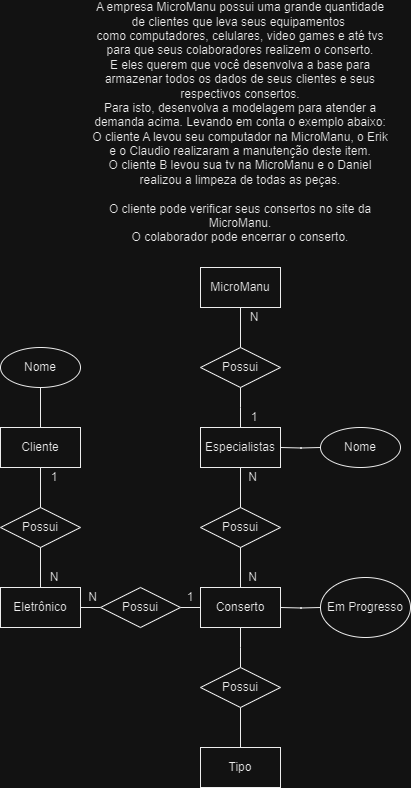 A empresa MicroManu possui uma grande quantidade
de clientes que leva seus equipamentos
como computadores, celulares, video games e até tvs
para que seus colaboradores realizem o conserto.
E eles querem que você desenvolva a base para
armazenar todos os dados de seus clientes e seus
respectivos consertos.
Para isto, desenvolva a modelagem para atender a
demanda acima. Levando em conta o exemplo abaixo:
O cliente A levou seu computador na MicroManu, o Erik
e o Claudio realizaram a manutenção deste item.
O cliente B levou sua tv na MicroManu e o Daniel
realizou a limpeza de todas as peças.
O cliente pode verificar seus consertos no site da
MicroManu.
O colaborador pode encerrar o conserto.
MicroManu
N
Nome
Possui
1
Cliente
Especialistas
Nome
1
N
Possui
Possui
N
N
Eletrônico
N
Possui
1
Conserto
Em Progresso
Possui
Tipo